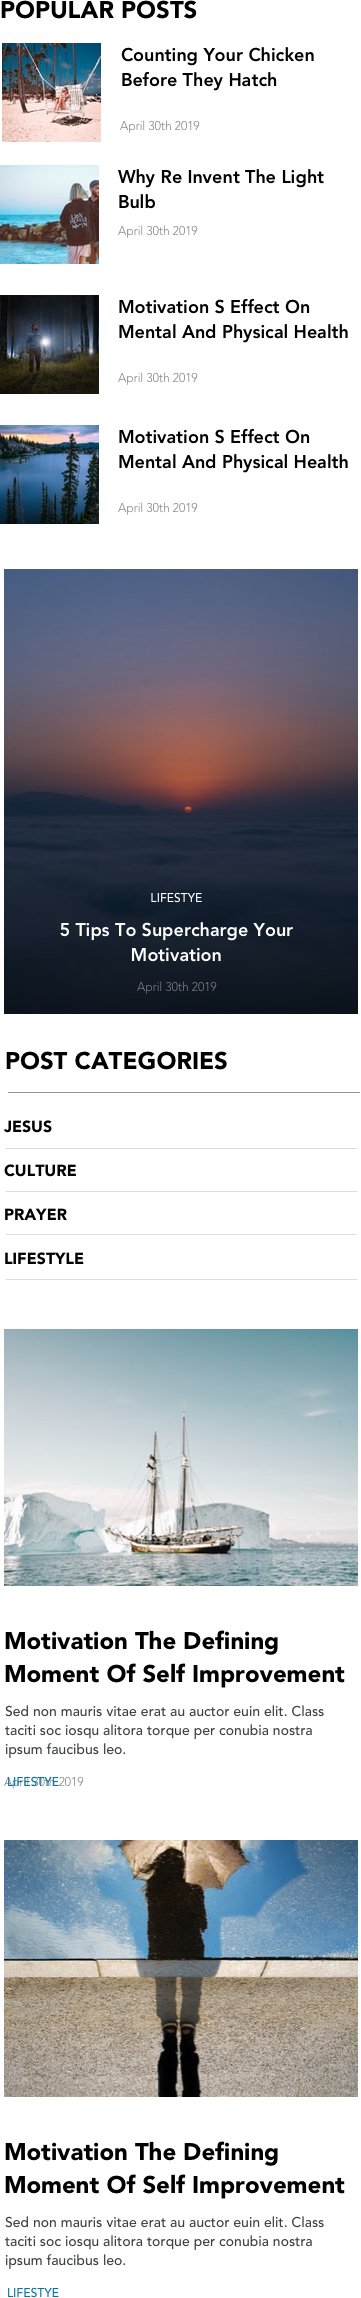 POPULAR POSTS
Counting Your Chicken
Before They Hatch
April 30th 2019
Why Re Invent The Light
Bulb
April 30th 2019
Motivation S Effect On
Mental And Physical Health
April 30th 2019
Motivation S Effect On
Mental And Physical Health
April 30th 2019
LIFESTYE
5 Tips To Supercharge Your
Motivation
April 30th 2019
POST CATEGORIES
JESUS
CULTURE
PRAYER
LIFESTYLE
Motivation The Defining
Moment Of Self Improvement
Sed non mauris vitae erat au auctor euin elit. Class
taciti soc iosqu alitora torque per conubia nostra
ipsum faucibus leo.
LIFESTYE
April 30th 2019
Motivation The Defining
Moment Of Self Improvement
Sed non mauris vitae erat au auctor euin elit. Class
taciti soc iosqu alitora torque per conubia nostra
ipsum faucibus leo.
LIFESTYE